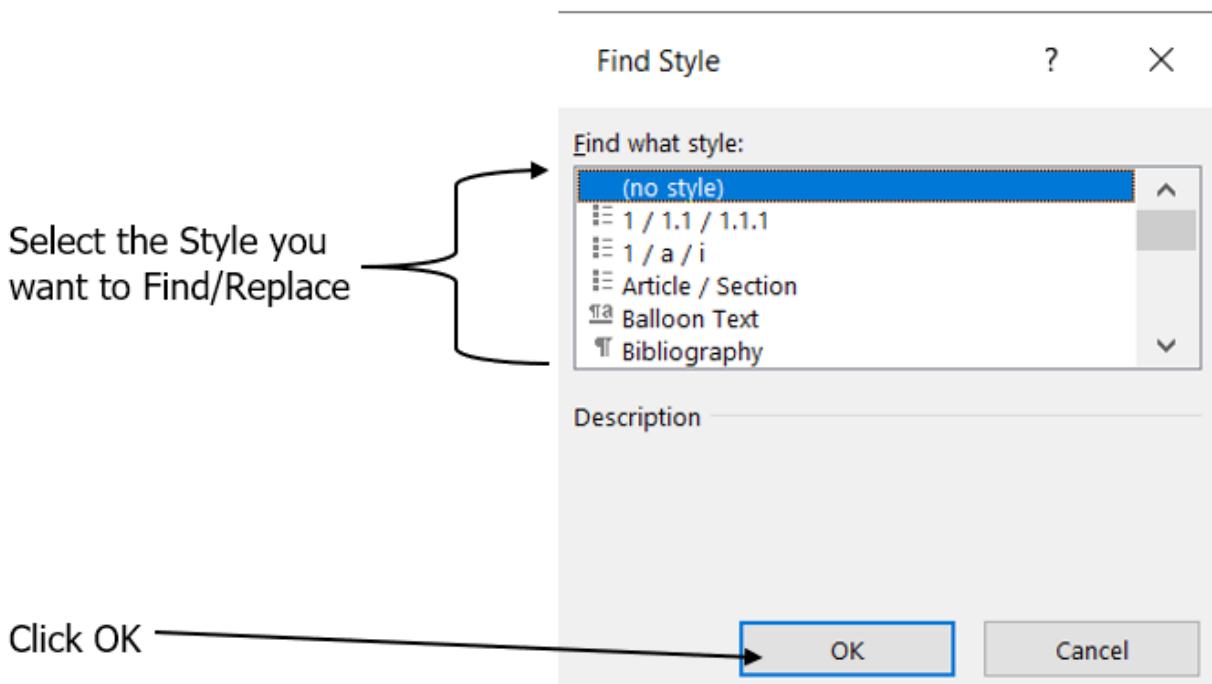 Find Style ?
Find what style:
(no style)
1 / 1.1 / 1.1.1
1 / a / i
Article / Section
Balloon Text
Bibliography
Select the Style you
want to Find/Replace
Description
Click OK
OK Cancel